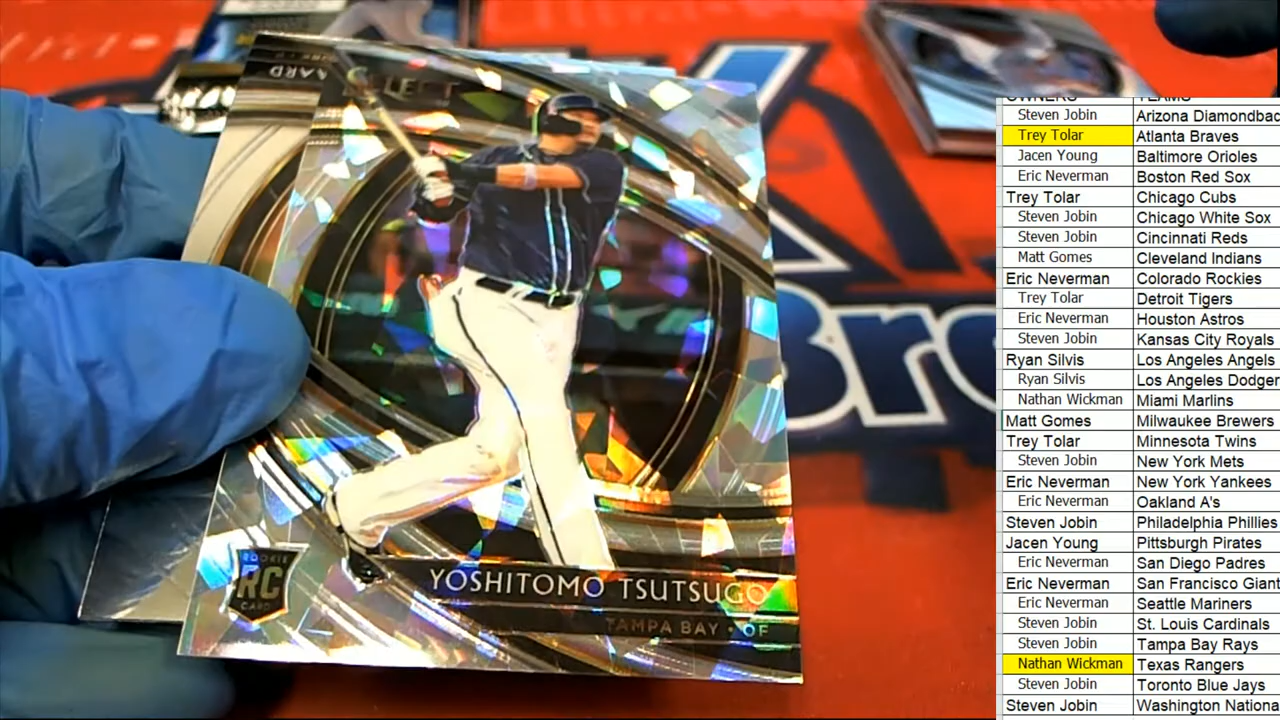 SELECT
YOSHITOMO TSUTSUGO
TAMPA BAY • OF
ROOKIE
RC
CARD
Bre
OWNERS TEAMS
Steven Jobin Arizona Diamondbac
Trey Tolar Atlanta Braves
Jacen Young Baltimore Orioles
Eric Neverman Boston Red Sox
Trey Tolar Chicago Cubs
Steven Jobin Chicago White Sox
Steven Jobin Cincinnati Reds
Matt Gomes Cleveland Indians
Eric Neverman Colorado Rockies
Trey Tolar Detroit Tigers
Eric Neverman Houston Astros
Steven Jobin Kansas City Royals
Ryan Silvis Los Angeles Angels
Ryan Silvis Los Angeles Dodger
Nathan Wickman Miami Marlins
Matt Gomes Milwaukee Brewers
Trey Tolar Minnesota Twins
Steven Jobin New York Mets
Eric Neverman New York Yankees
Eric Neverman Oakland A's
Steven Jobin Philadelphia Phillies
Jacen Young Pittsburgh Pirates
Eric Neverman San Diego Padres
Eric Neverman San Francisco Giant
Eric Neverman Seattle Mariners
Steven Jobin St. Louis Cardinals
Steven Jobin Tampa Bay Rays
Nathan Wickman Texas Rangers
Steven Jobin Toronto Blue Jays
Steven Jobin Washington Nationa